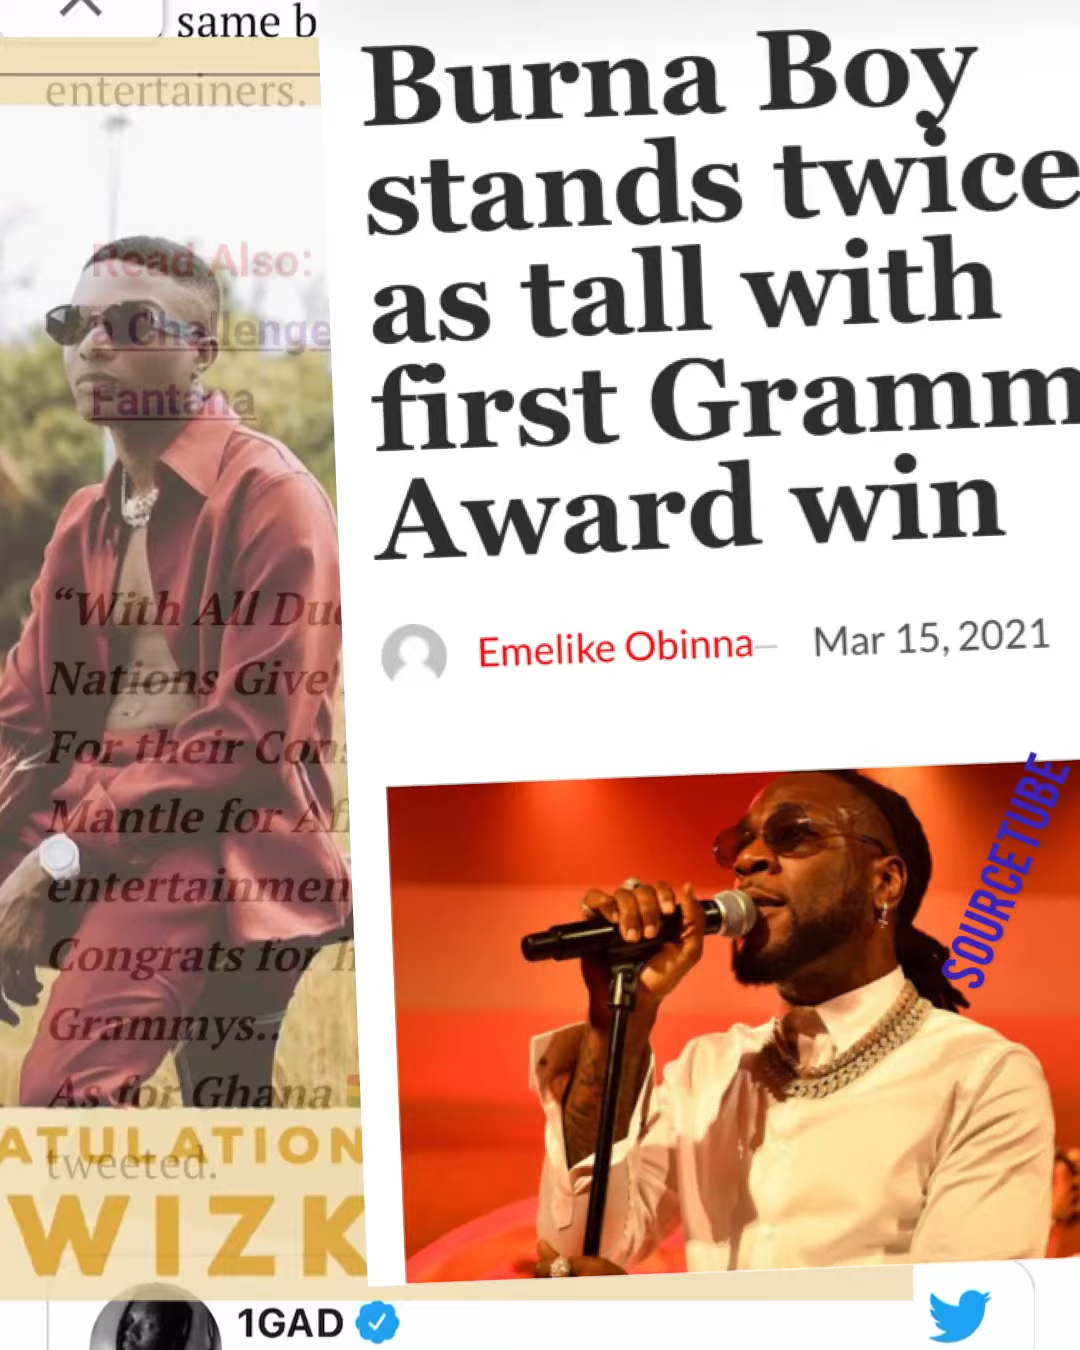 same b
entertainers.
Read Also:
a Challenge
Fantana
“With All Du
Nations Give
For their Con
Mantle for Af
entertainmen
Congrats for h
Grammys..
As for Ghana
tweeted.
ATULATION
WIZK
1GAD
Burna Boy
stands twice
as tall with
first Gramm
Award win
Emelike Obinna– Mar 15, 2021
SOURCETUBE